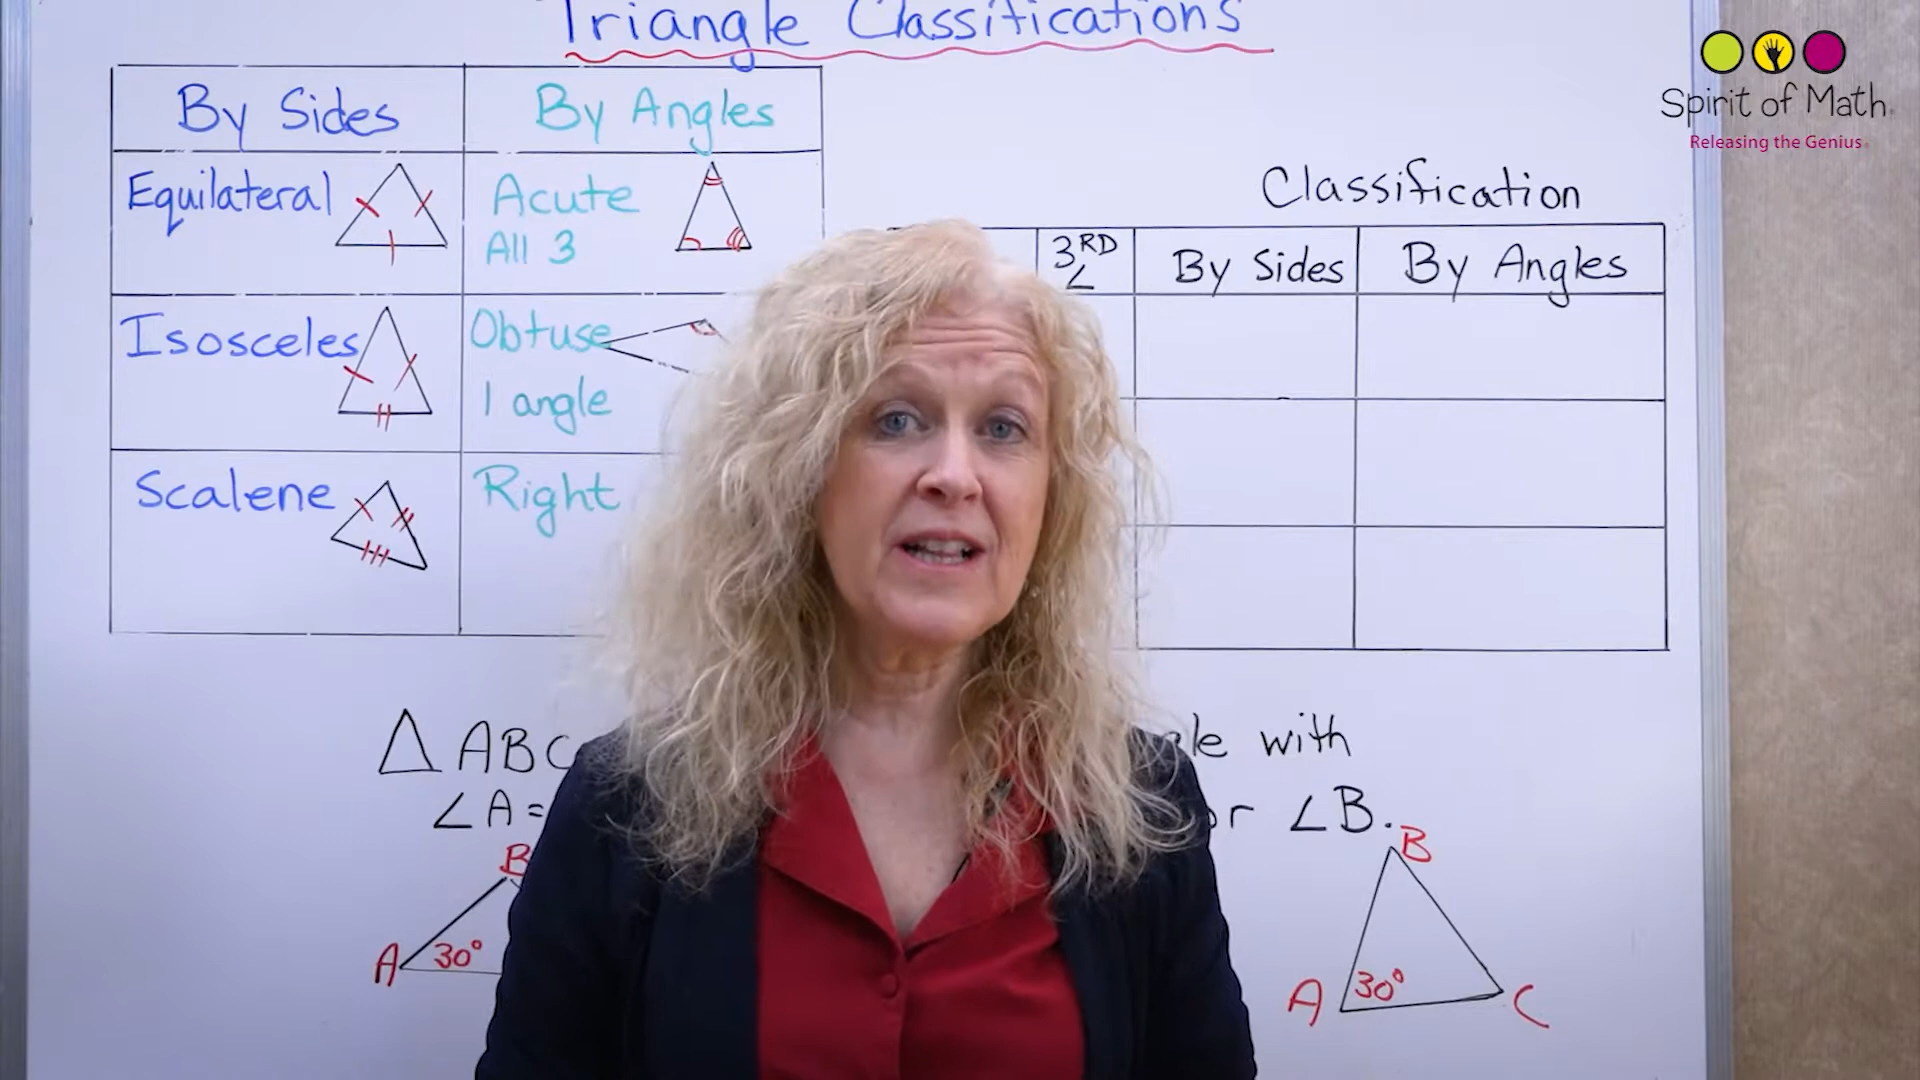 Triangle Classifications
Spirit of Math
Releasing the Genius
By Sides
By Angles
Equilateral
Acute
All 3
Isosceles
Obtuse
1 angle
Scalene
Right
Classification
3RD
∠
By Sides
By Angles
△ ABC
with
∠A=
or ∠B.
B
A
30°
B
A
30°
C